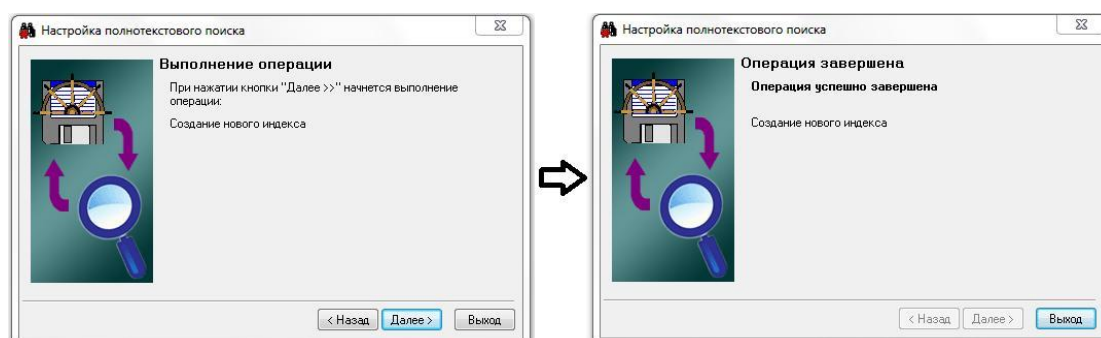 Настройка полнотекстового поиска
Выполнение операции
При нажатии кнопки "Далее >>" начнется выполнение
операции:
Создание нового индекса
< Назад
Далее >
Выход
Настройка полнотекстового поиска
Операция завершена
Операция успешно завершена
Создание нового индекса
< Назад
Далее >
Выход